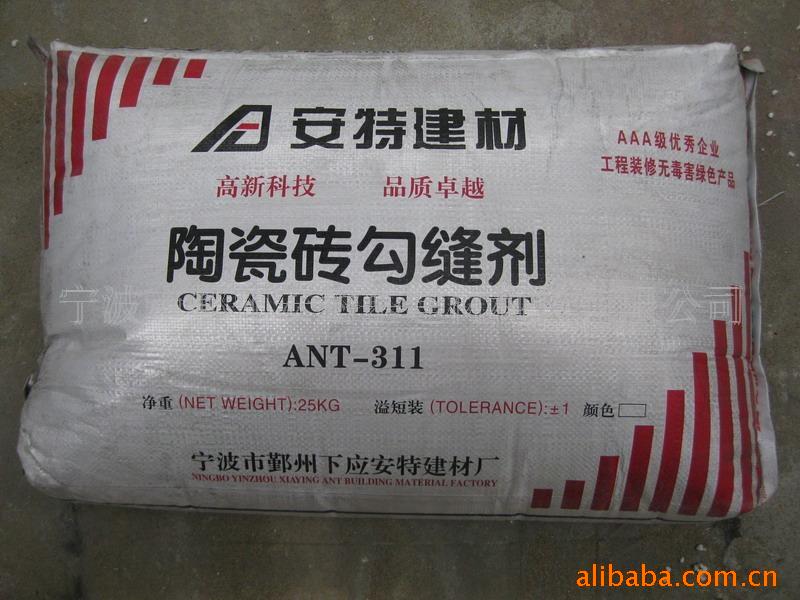 安特建材
AAA级优秀企业
工程装修无毒害绿色产品
高新科技 品质卓越
陶瓷砖勾缝剂
CERAMIC TILE GROUT
ANT-311
净重(NET WEIGHT):25KG 溢短装(TOLERANCE):±1 颜色
宁波市鄞州下应安特建材厂
NINGBO YINZHOU XIAYING ANT BUILDING MATERIAL FACTORY
宁波
公司
alibaba.com.cn